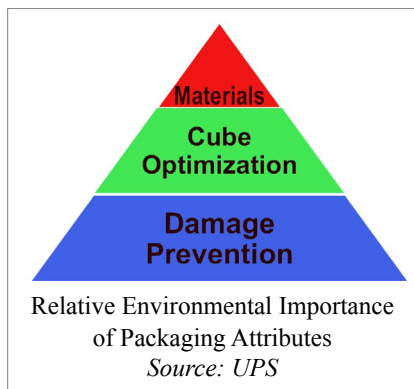 Materials
Cube
Optimization
Damage
Prevention
Relative Environmental Importance
of Packaging Attributes
Source: UPS